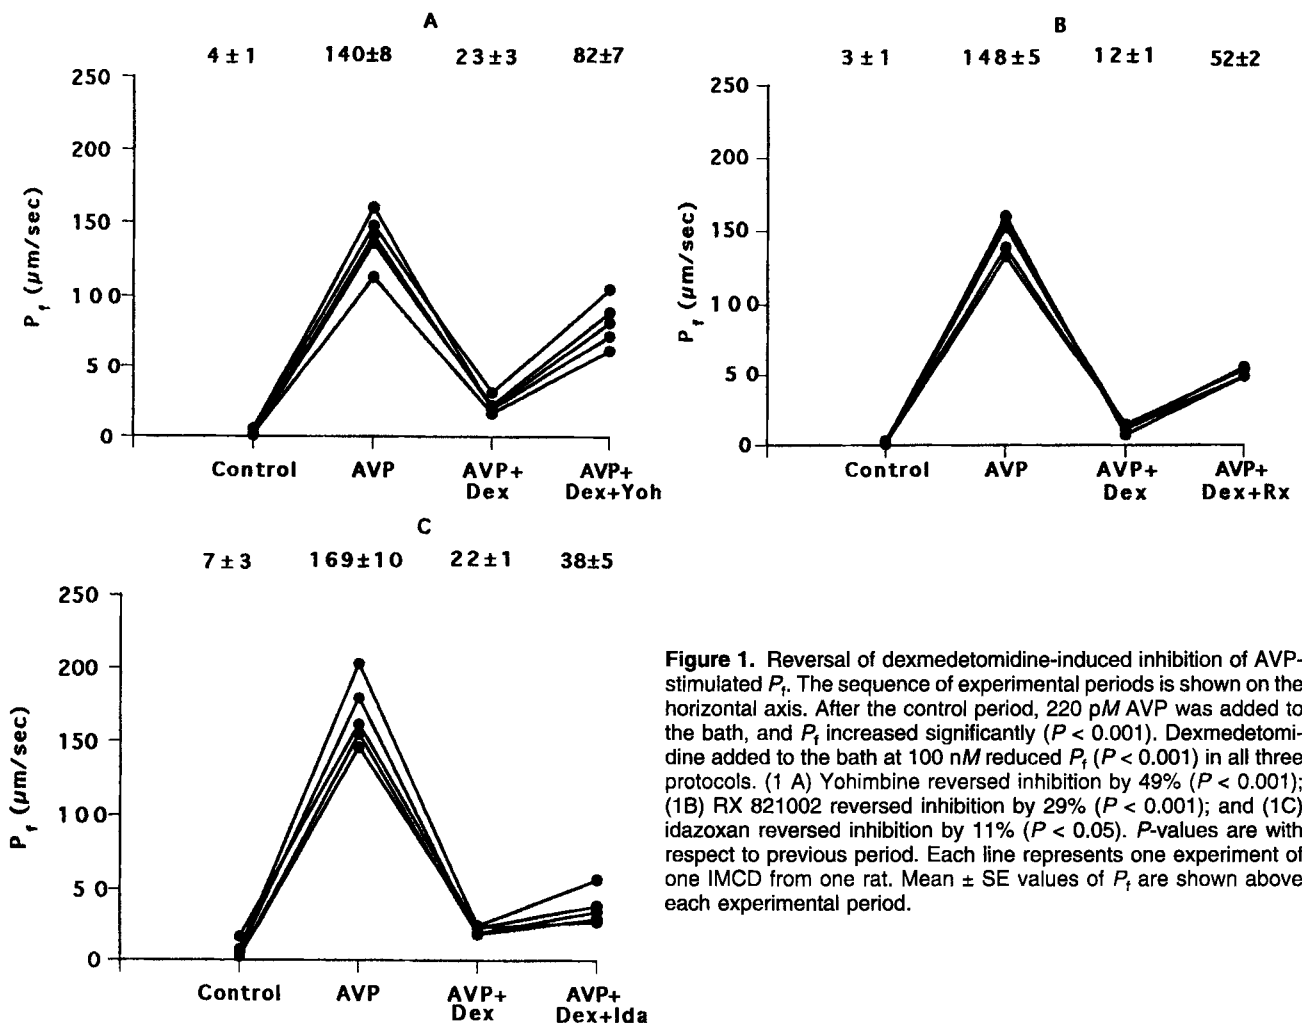 A
4 ± 1 140±8 23±3 82±7
250
200
150
100
50
0
P_f (μm/sec)
Control AVP AVP+ AVP+
Dex Dex+Yoh
B
3 ± 1 148±5 12±1 52±2
250
200
150
100
50
0
P_f (μm/sec)
Control AVP AVP+ AVP+
Dex Dex+Rx
C
7 ± 3 169±10 22±1 38±5
250
200
150
100
50
0
P_f (μm/sec)
Control AVP AVP+ AVP+
Dex Dex+Ida
Figure 1. Reversal of dexmedetomidine-induced inhibition of AVP-
stimulated P_f. The sequence of experimental periods is shown on the
horizontal axis. After the control period, 220 pM AVP was added to
the bath, and P_f increased significantly (P < 0.001). Dexmedetomi-
dine added to the bath at 100 nM reduced P_f (P < 0.001) in all three
protocols. (1 A) Yohimbine reversed inhibition by 49% (P < 0.001);
(1B) RX 821002 reversed inhibition by 29% (P < 0.001); and (1C)
idazoxan reversed inhibition by 11% (P < 0.05). P-values are with
respect to previous period. Each line represents one experiment of
one IMCD from one rat. Mean ± SE values of P_f are shown above
each experimental period.